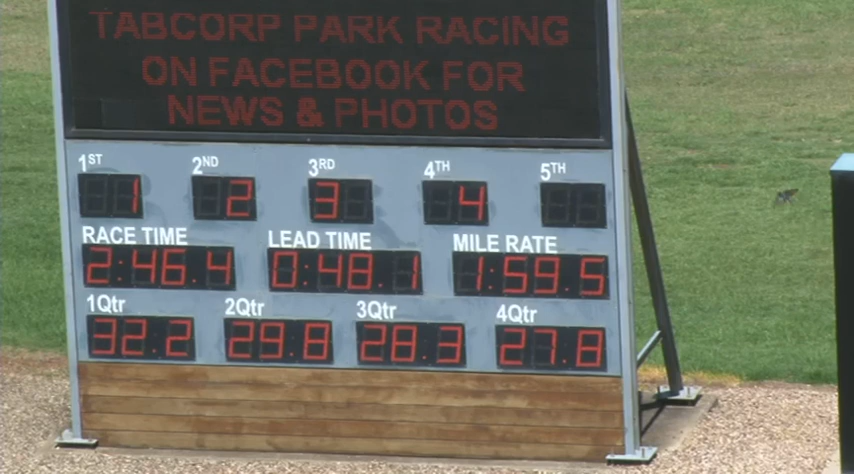 TABCORP PARK RACING
ON FACEBOOK FOR
NEWS & PHOTOS
1ST 2ND 3RD 4TH 5TH
1 2 3 4
RACE TIME LEAD TIME MILE RATE
2:46.4 0:48.1 1:59.5
1Qtr 2Qtr 3Qtr 4Qtr
32.2 29.8 28.3 27.8